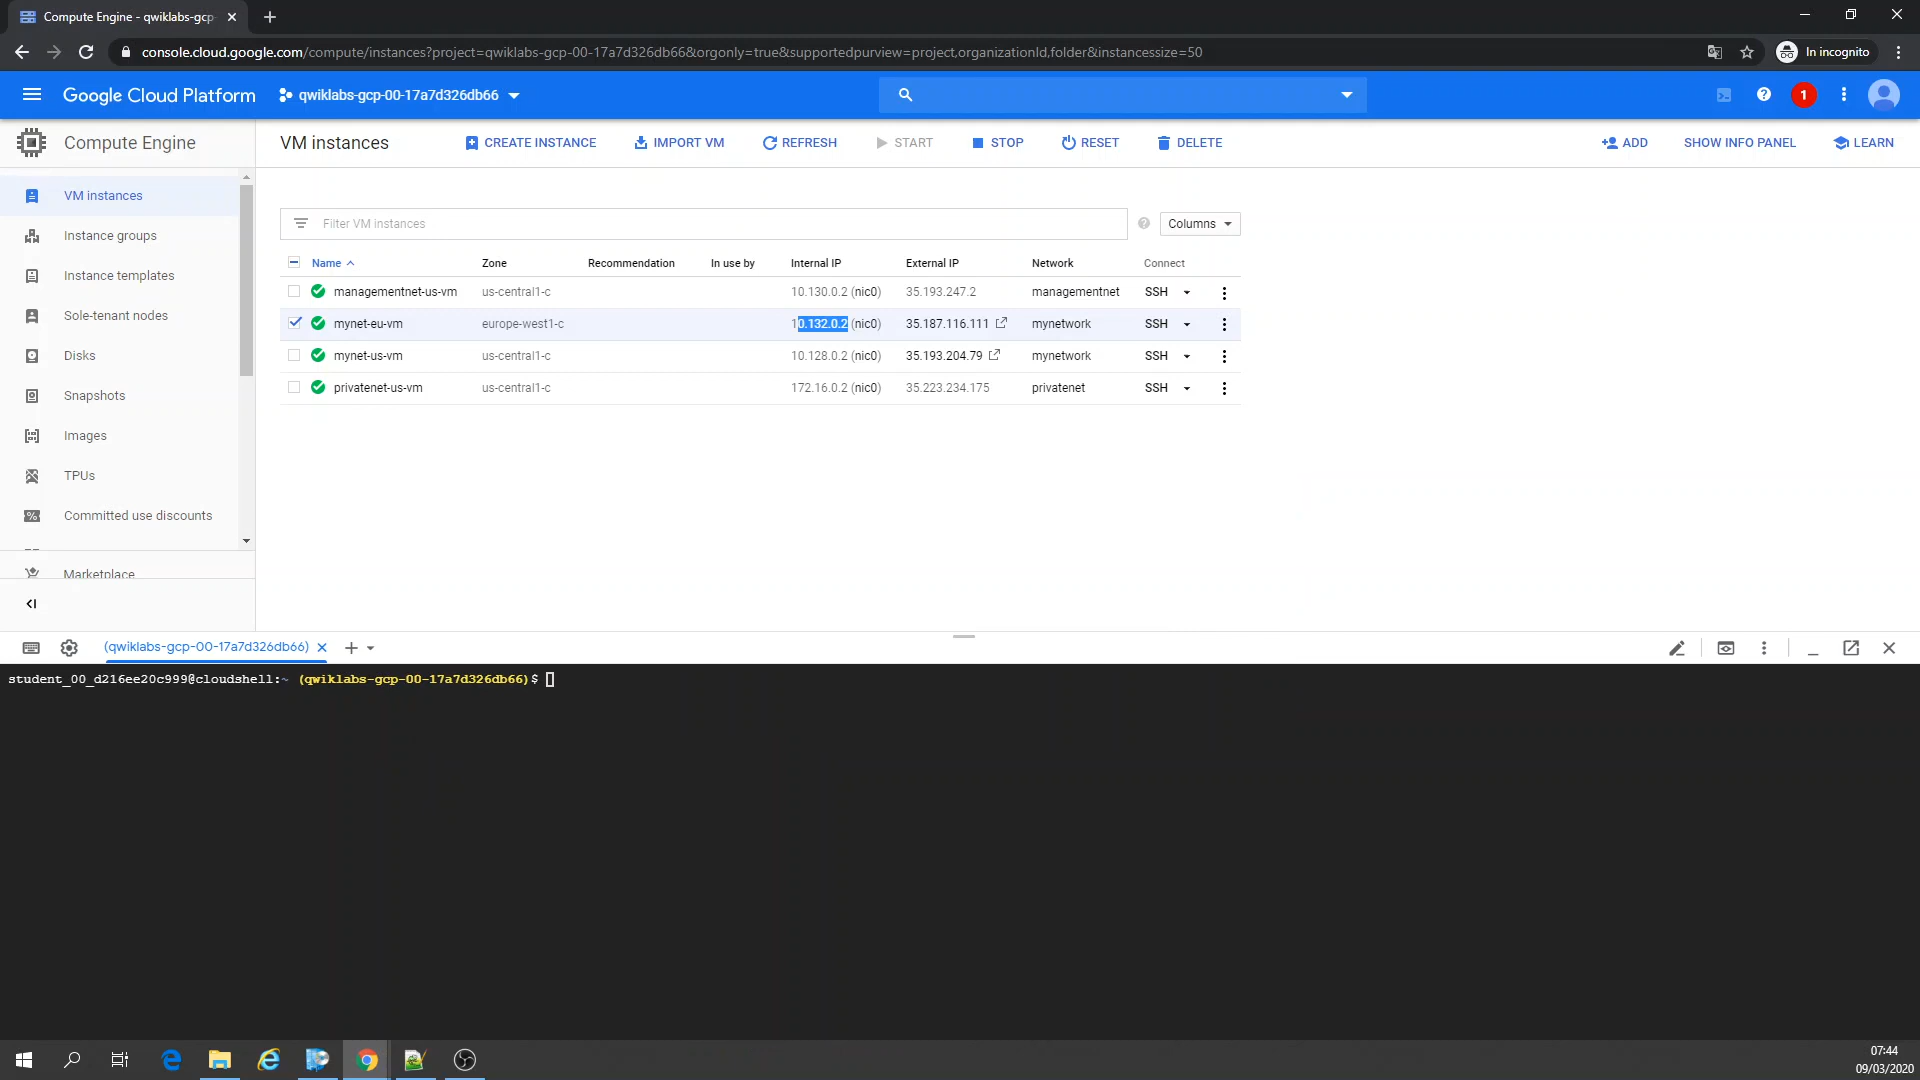 Compute Engine - qwiklabs-gcp-
console.cloud.google.com/compute/instances?project=qwiklabs-gcp-00-17a7d326db66&orgonly=true&supportedpurview=project,organizationId,folder&instancessize=50
In incognito
Google Cloud Platform
qwiklabs-gcp-00-17a7d326db66
1
Compute Engine
VM instances
CREATE INSTANCE
IMPORT VM
REFRESH
START
STOP
RESET
DELETE
ADD
SHOW INFO PANEL
LEARN
VM instances
Instance groups
Instance templates
Sole-tenant nodes
Disks
Snapshots
Images
TPUs
Committed use discounts
Marketplace
Filter VM instances
Columns
Name Zone Recommendation In use by Internal IP External IP Network Connect
managementnet-us-vm us-central1-c 10.130.0.2 (nic0) 35.193.247.2 managementnet SSH
mynet-eu-vm europe-west1-c 10.132.0.2 (nic0) 35.187.116.111 mynetwork SSH
mynet-us-vm us-central1-c 10.128.0.2 (nic0) 35.193.204.79 mynetwork SSH
privatenet-us-vm us-central1-c 172.16.0.2 (nic0) 35.223.234.175 privatenet SSH
(qwiklabs-gcp-00-17a7d326db66)
student_00_d216ee20c999@cloudshell:~ (qwiklabs-gcp-00-17a7d326db66)$
07:44
09/03/2020